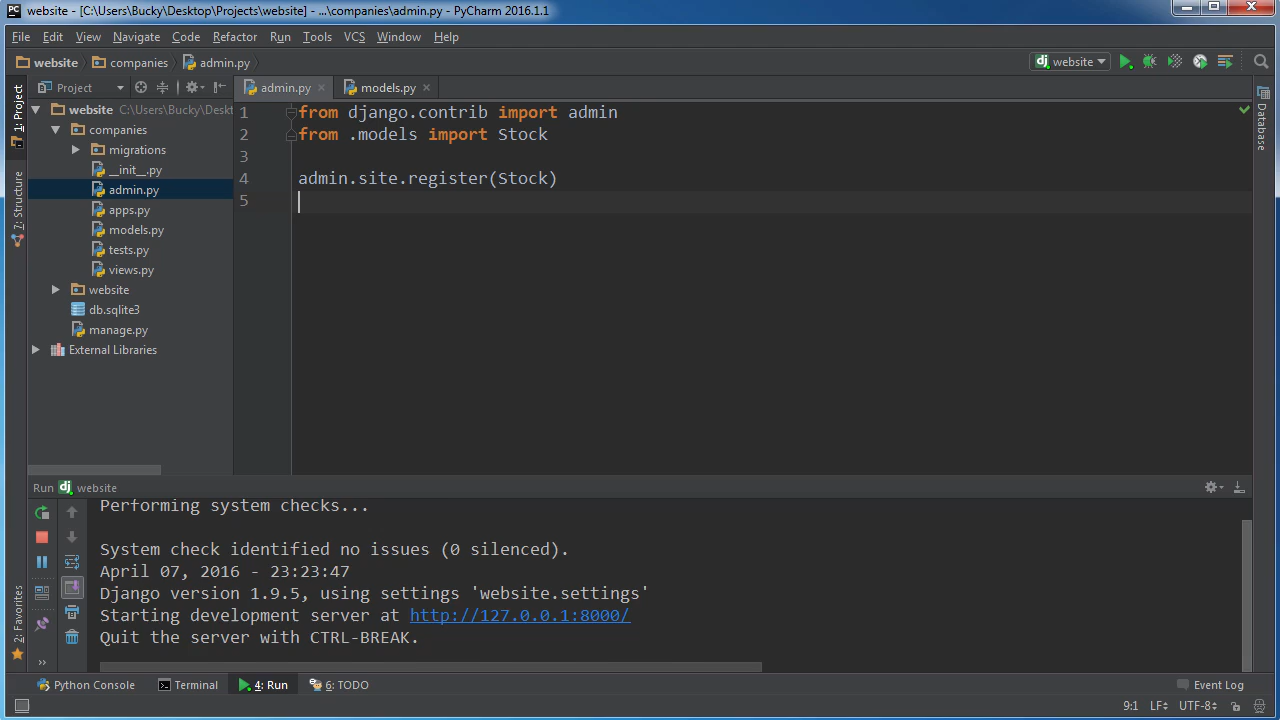 website - [C:\Users\Bucky\Desktop\Projects\website] - ...\companies\admin.py - PyCharm 2016.1.1
File Edit View Navigate Code Refactor Run Tools VCS Window Help
website companies admin.py website
1: Project
Project
admin.py models.py
website C:\Users\Bucky\Deskt
companies
migrations
__init__.py
admin.py
apps.py
models.py
tests.py
views.py
website
db.sqlite3
manage.py
External Libraries
7: Structure
2: Favorites
Database
1 from django.contrib import admin
2 from .models import Stock
3
4 admin.site.register(Stock)
5
Run dj website
Performing system checks...
System check identified no issues (0 silenced).
April 07, 2016 - 23:23:47
Django version 1.9.5, using settings 'website.settings'
Starting development server at http://127.0.0.1:8000/
Quit the server with CTRL-BREAK.
Python Console Terminal 4: Run 6: TODO Event Log
9:1 LF UTF-8